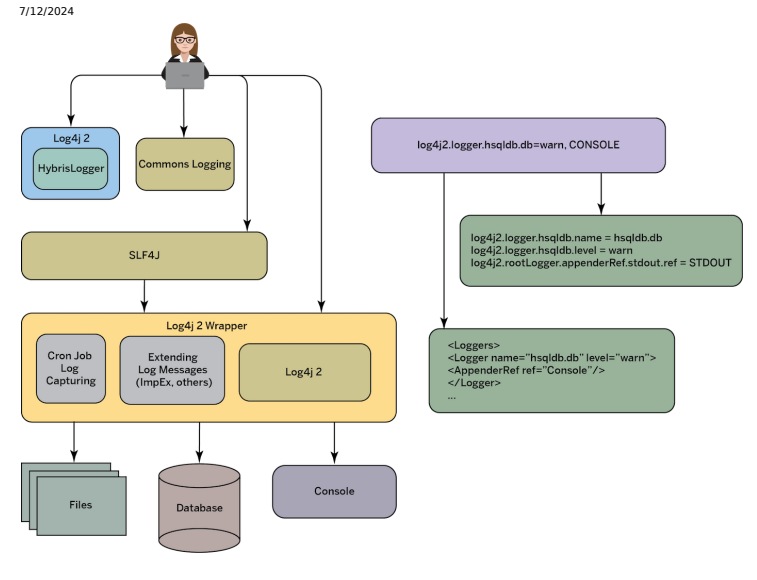 7/12/2024
Log4j 2
HybrisLogger
Commons Logging
SLF4J
Log4j 2 Wrapper
Cron Job
Log
Capturing
Extending
Log Messages
(ImpEx, others)
Log4j 2
Files
Database
Console
log4j2.logger.hsqldb.db=warn, CONSOLE
log4j2.logger.hsqldb.name = hsqldb.db
log4j2.logger.hsqldb.level = warn
log4j2.rootLogger.appenderRef.stdout.ref = STDOUT
<Loggers>
<Logger name="hsqldb.db" level="warn">
<AppenderRef ref="Console"/>
</Logger>
...